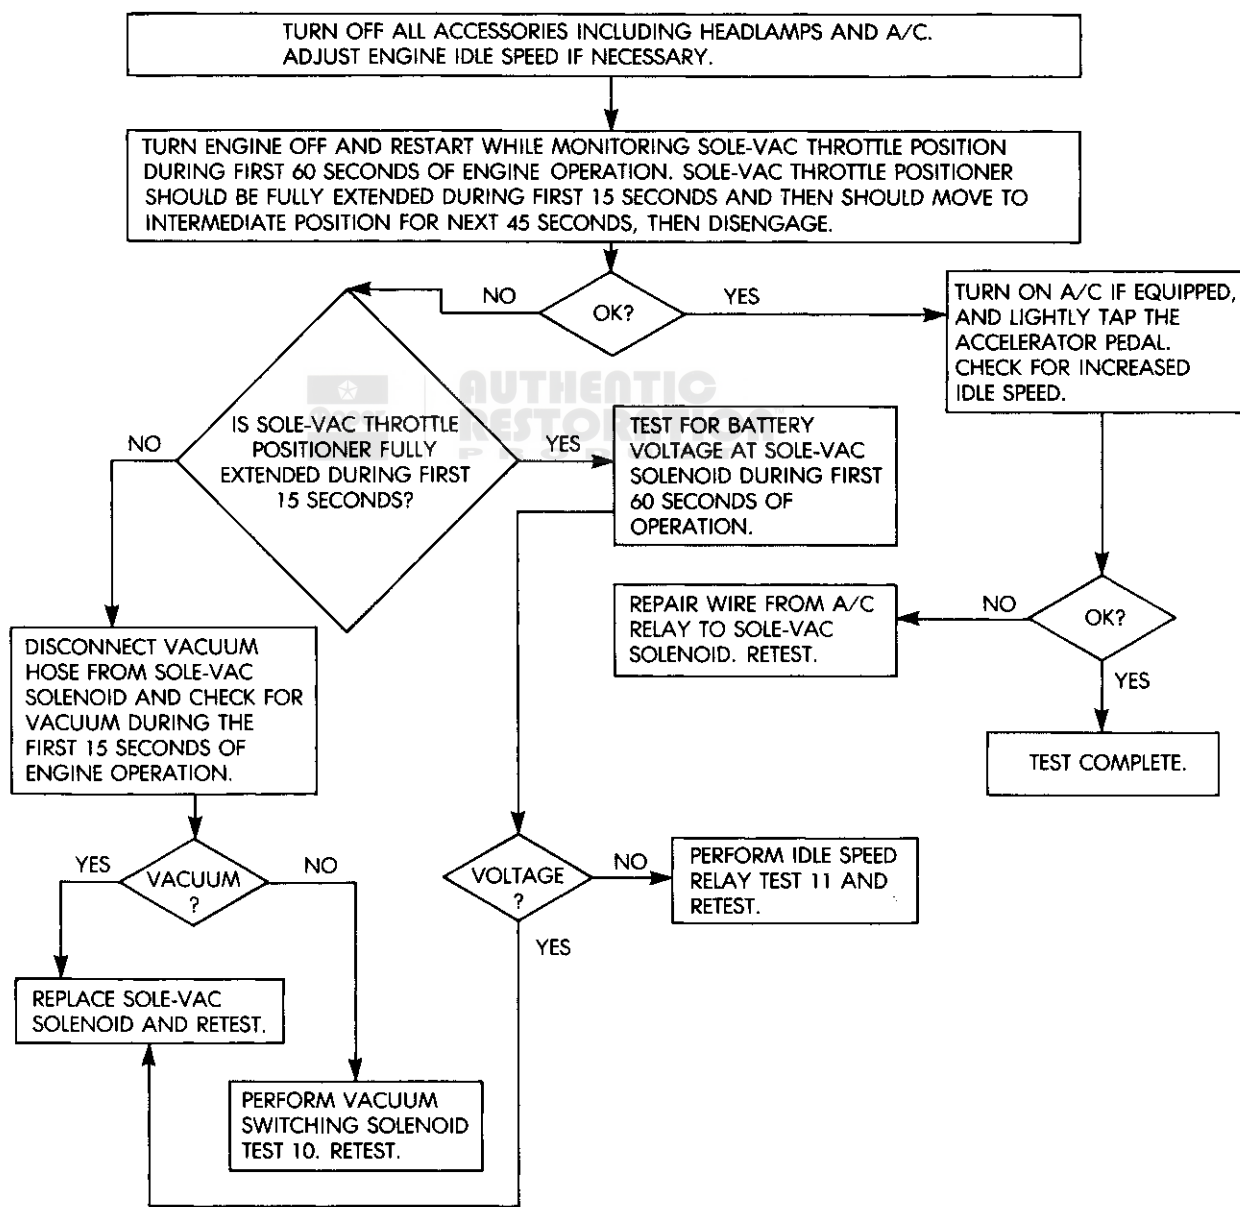 TURN OFF ALL ACCESSORIES INCLUDING HEADLAMPS AND A/C.
ADJUST ENGINE IDLE SPEED IF NECESSARY.
TURN ENGINE OFF AND RESTART WHILE MONITORING SOLE-VAC THROTTLE POSITION
DURING FIRST 60 SECONDS OF ENGINE OPERATION. SOLE-VAC THROTTLE POSITIONER
SHOULD BE FULLY EXTENDED DURING FIRST 15 SECONDS AND THEN SHOULD MOVE TO
INTERMEDIATE POSITION FOR NEXT 45 SECONDS, THEN DISENGAGE.
OK?
NO
YES
TURN ON A/C IF EQUIPPED,
AND LIGHTLY TAP THE
ACCELERATOR PEDAL.
CHECK FOR INCREASED
IDLE SPEED.
AUTHENTIC
RESTORATION
IS SOLE-VAC THROTTLE
POSITIONER FULLY
EXTENDED DURING FIRST
15 SECONDS?
NO
YES
TEST FOR BATTERY
VOLTAGE AT SOLE-VAC
SOLENOID DURING FIRST
60 SECONDS OF
OPERATION.
REPAIR WIRE FROM A/C
RELAY TO SOLE-VAC
SOLENOID. RETEST.
NO
OK?
YES
TEST COMPLETE.
DISCONNECT VACUUM
HOSE FROM SOLE-VAC
SOLENOID AND CHECK FOR
VACUUM DURING THE
FIRST 15 SECONDS OF
ENGINE OPERATION.
YES
VACUUM
?
NO
VOLTAGE
?
NO
YES
PERFORM IDLE SPEED
RELAY TEST 11 AND
RETEST.
REPLACE SOLE-VAC
SOLENOID AND RETEST.
PERFORM VACUUM
SWITCHING SOLENOID
TEST 10. RETEST.